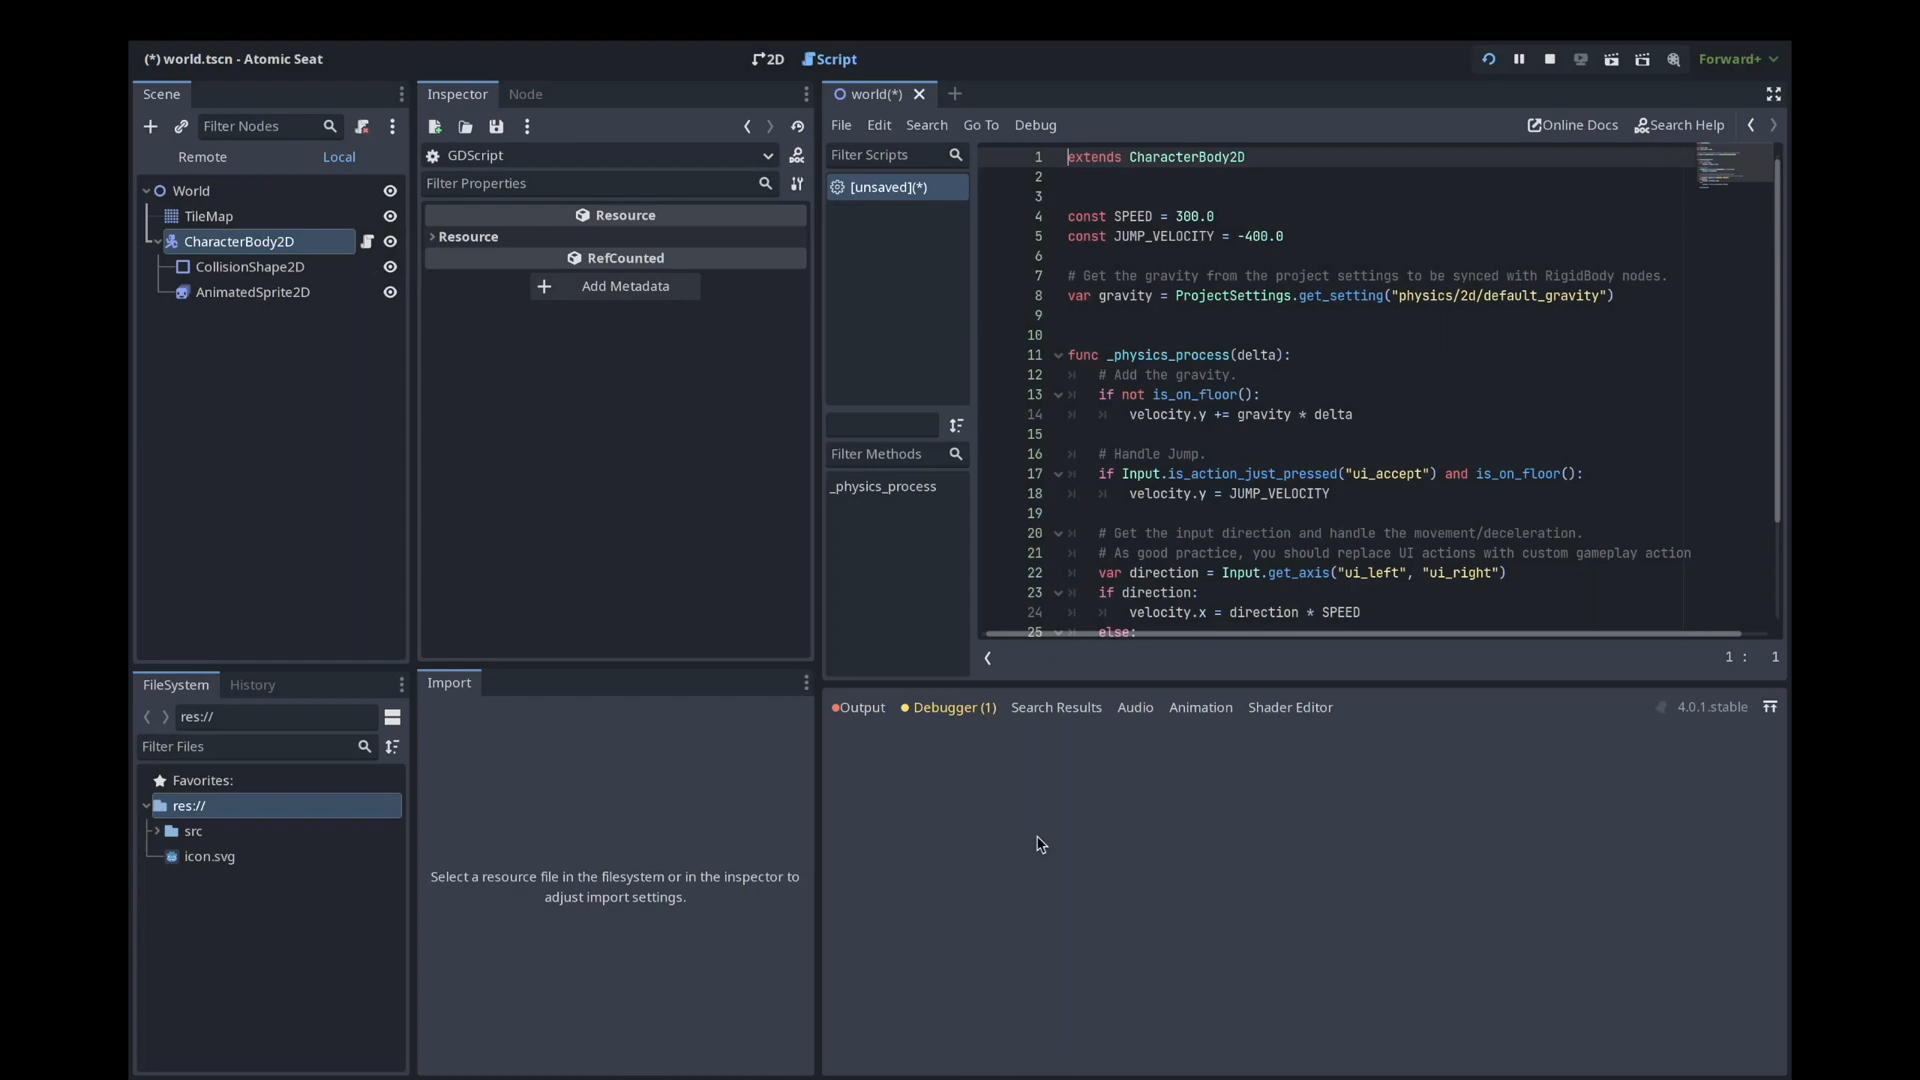 (*) world.tscn - Atomic Seat
2D
Script
Forward+
Scene
Filter Nodes
Remote
Local
World
TileMap
CharacterBody2D
CollisionShape2D
AnimatedSprite2D
Inspector
Node
GDScript
Filter Properties
Resource
Resource
RefCounted
Add Metadata
world(*)
File Edit Search Go To Debug
Online Docs
Search Help
Filter Scripts
[unsaved](*)
Filter Methods
_physics_process
1 extends CharacterBody2D
2
3
4 const SPEED = 300.0
5 const JUMP_VELOCITY = -400.0
6
7 # Get the gravity from the project settings to be synced with RigidBody nodes.
8 var gravity = ProjectSettings.get_setting("physics/2d/default_gravity")
9
10
11 func _physics_process(delta):
12 # Add the gravity.
13 if not is_on_floor():
14 velocity.y += gravity * delta
15
16 # Handle Jump.
17 if Input.is_action_just_pressed("ui_accept") and is_on_floor():
18 velocity.y = JUMP_VELOCITY
19
20 # Get the input direction and handle the movement/deceleration.
21 # As good practice, you should replace UI actions with custom gameplay action
22 var direction = Input.get_axis("ui_left", "ui_right")
23 if direction:
24 velocity.x = direction * SPEED
25 else:
1 : 1
FileSystem
History
res://
Filter Files
Favorites:
res://
src
icon.svg
Import
Select a resource file in the filesystem or in the inspector to
adjust import settings.
Output Debugger (1) Search Results Audio Animation Shader Editor
4.0.1.stable